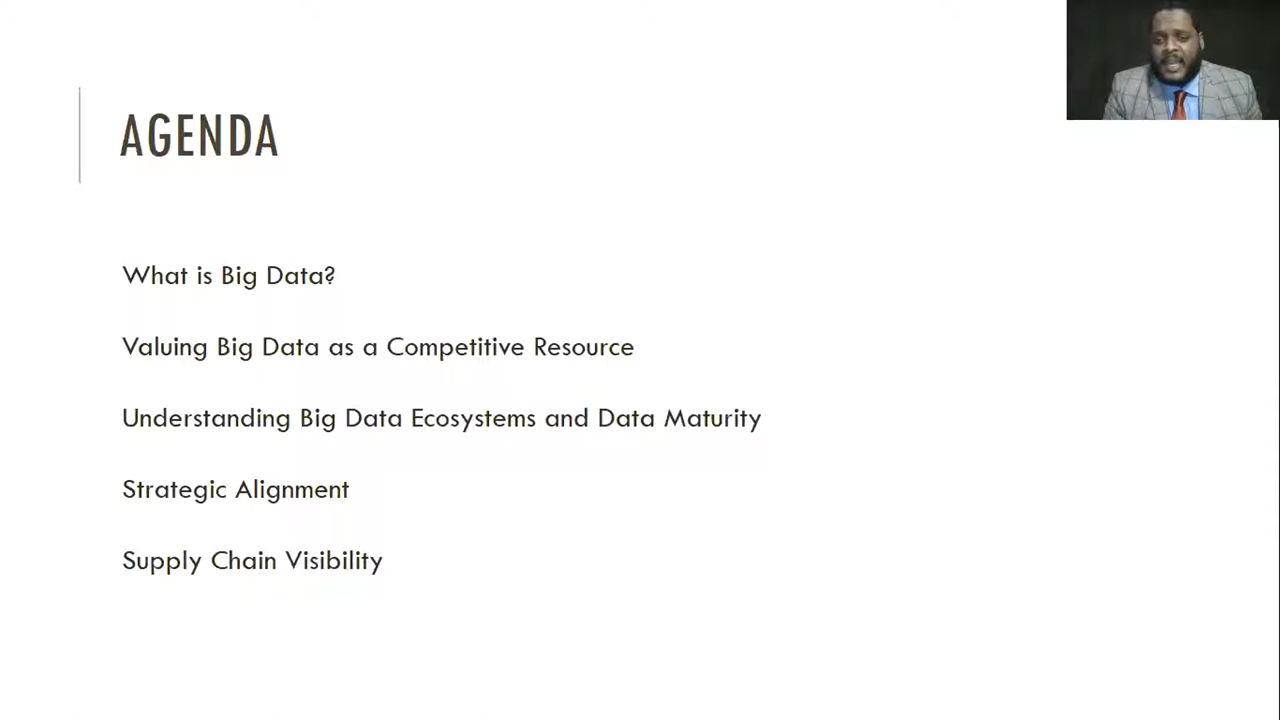 AGENDA
What is Big Data?
Valuing Big Data as a Competitive Resource
Understanding Big Data Ecosystems and Data Maturity
Strategic Alignment
Supply Chain Visibility